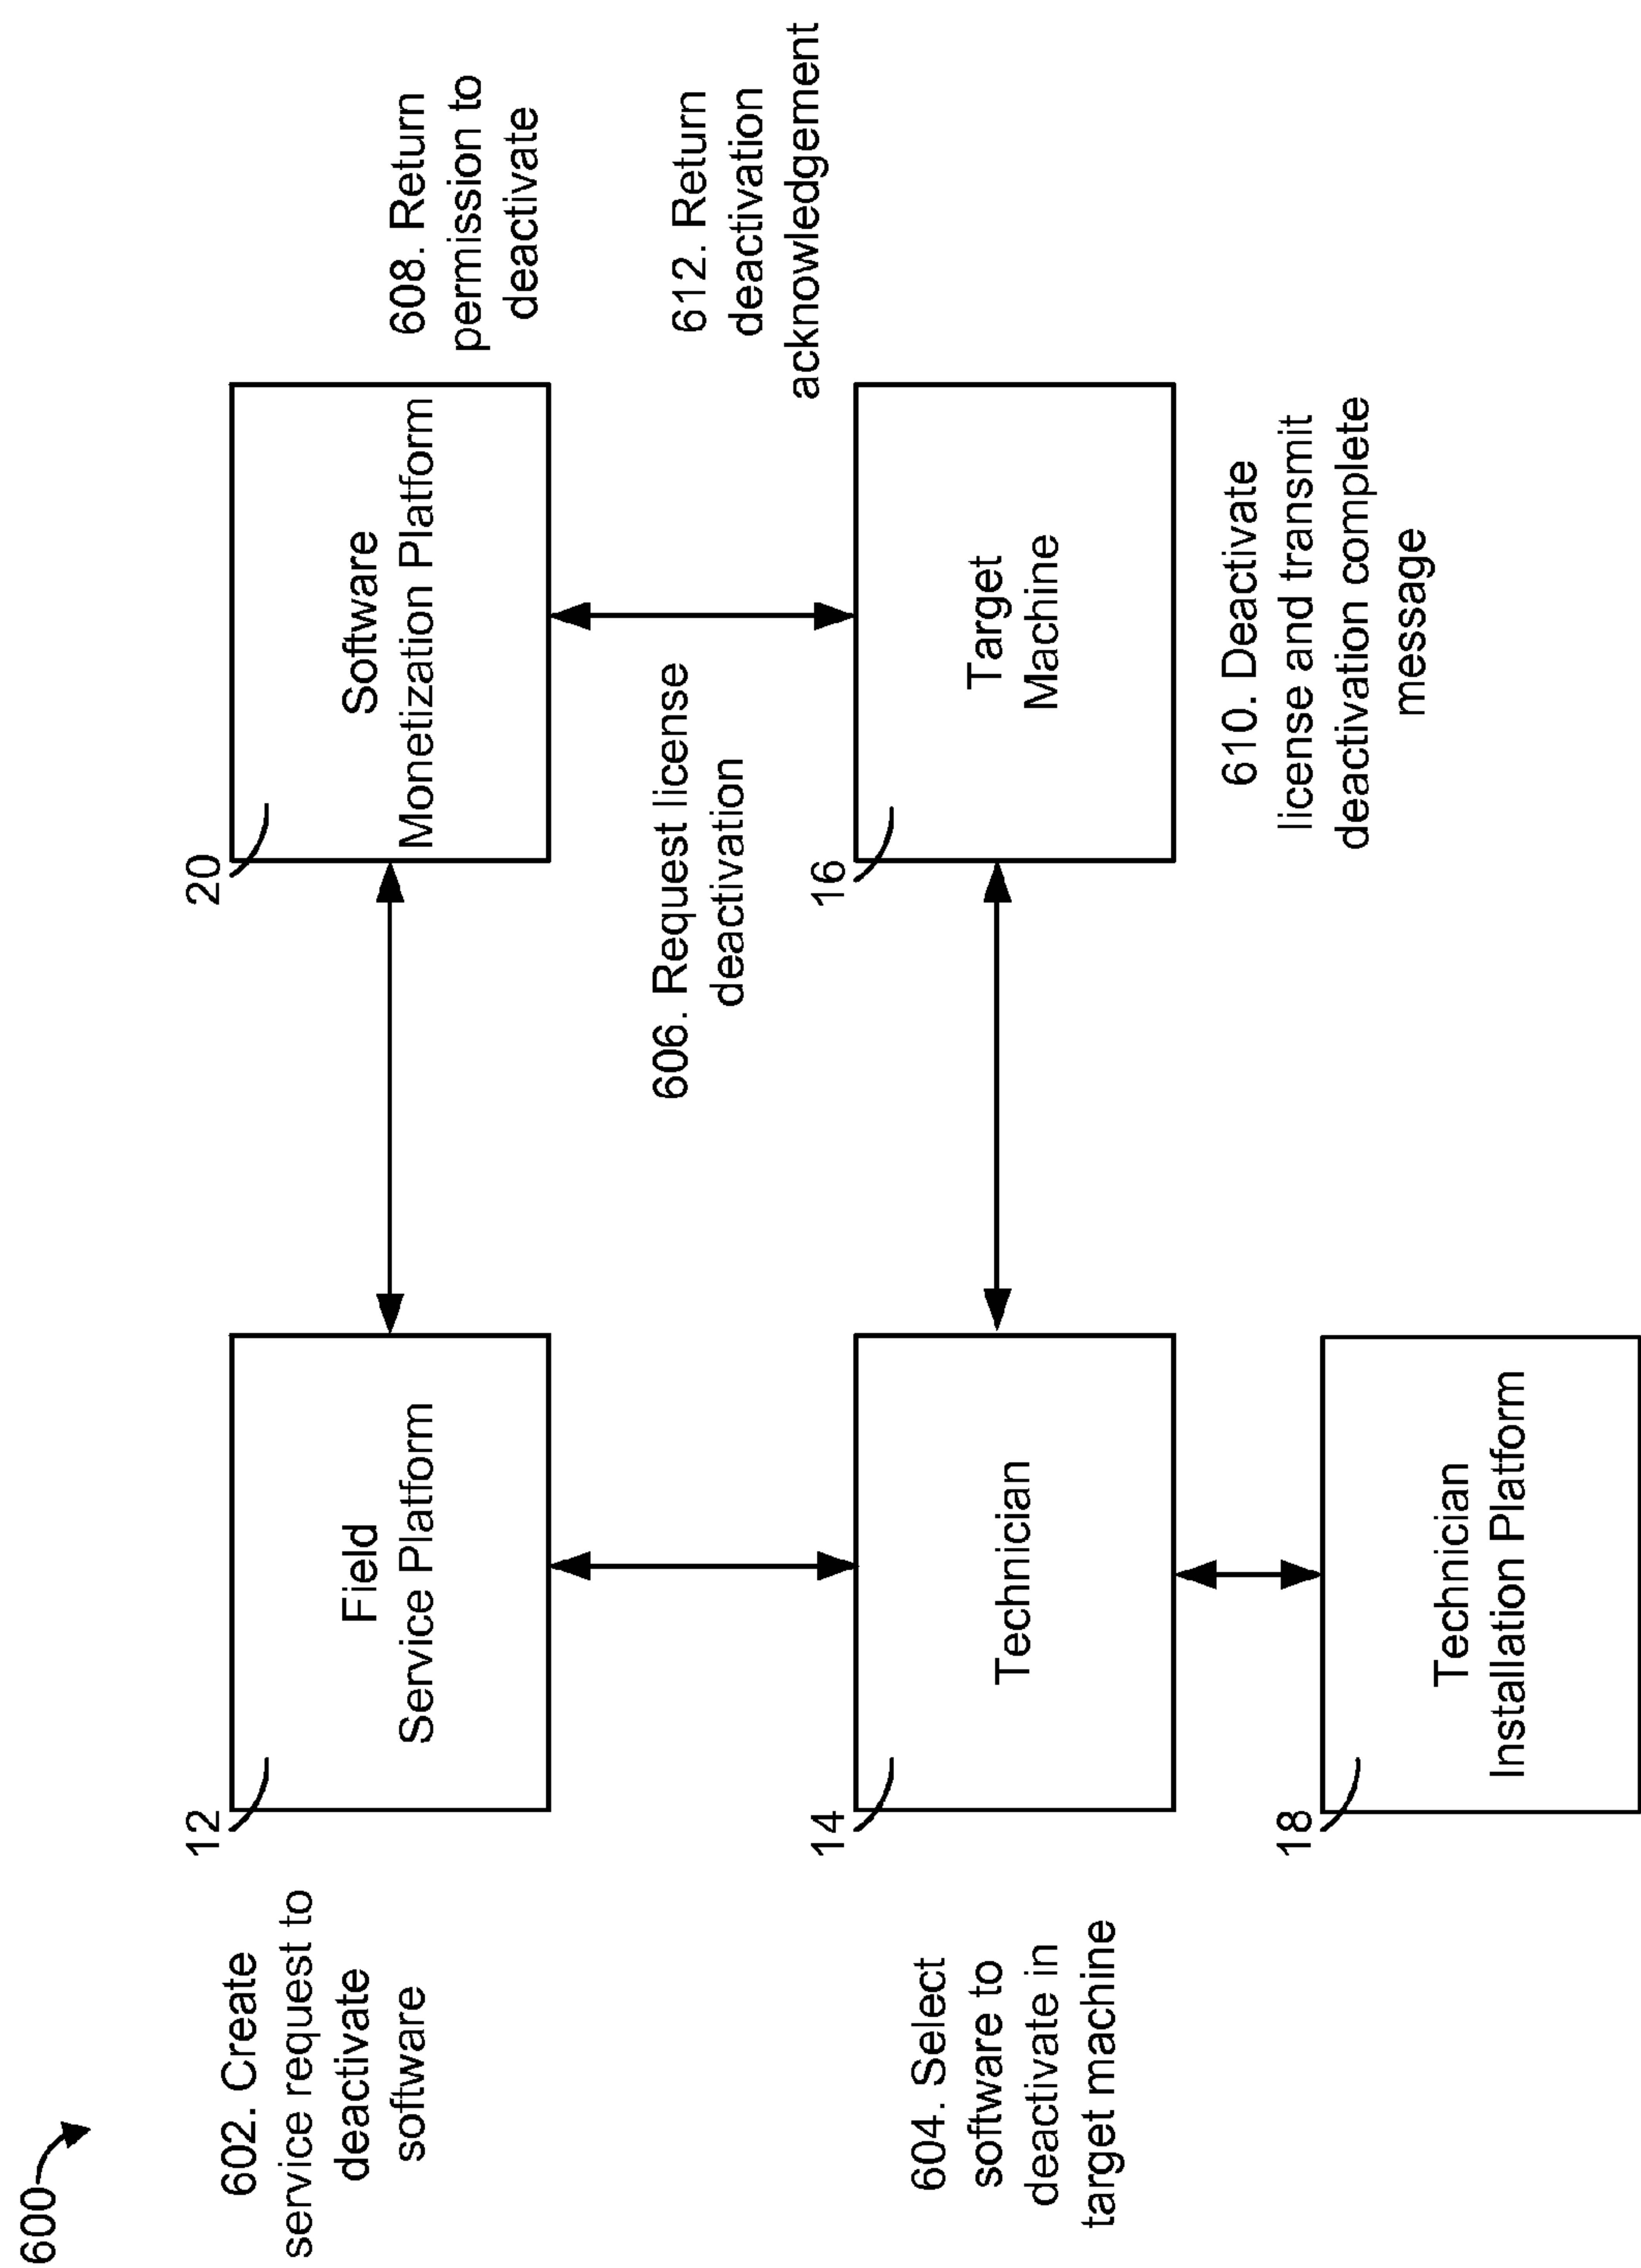 600
602. Create
service request to
deactivate
software
12
Field
Service Platform
20
Software
Monetization Platform
608. Return
permission to
deactivate
606. Request license
deactivation
612. Return
deactivation
acknowledgement
604. Select
software to
deactivate in
target machine
14
Technician
16
Target
Machine
610. Deactivate
license and transmit
deactivation complete
message
18
Technician
Installation Platform